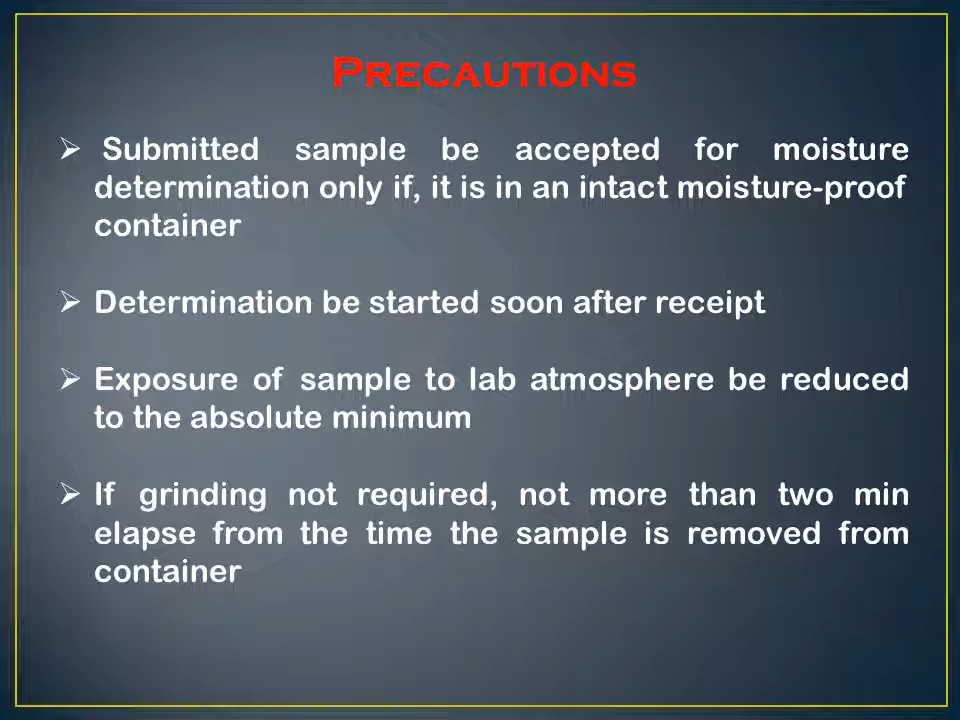 PRECAUTIONS
➢ Submitted sample be accepted for moisture
determination only if, it is in an intact moisture-proof
container
➢ Determination be started soon after receipt
➢ Exposure of sample to lab atmosphere be reduced
to the absolute minimum
➢ If grinding not required, not more than two min
elapse from the time the sample is removed from
container